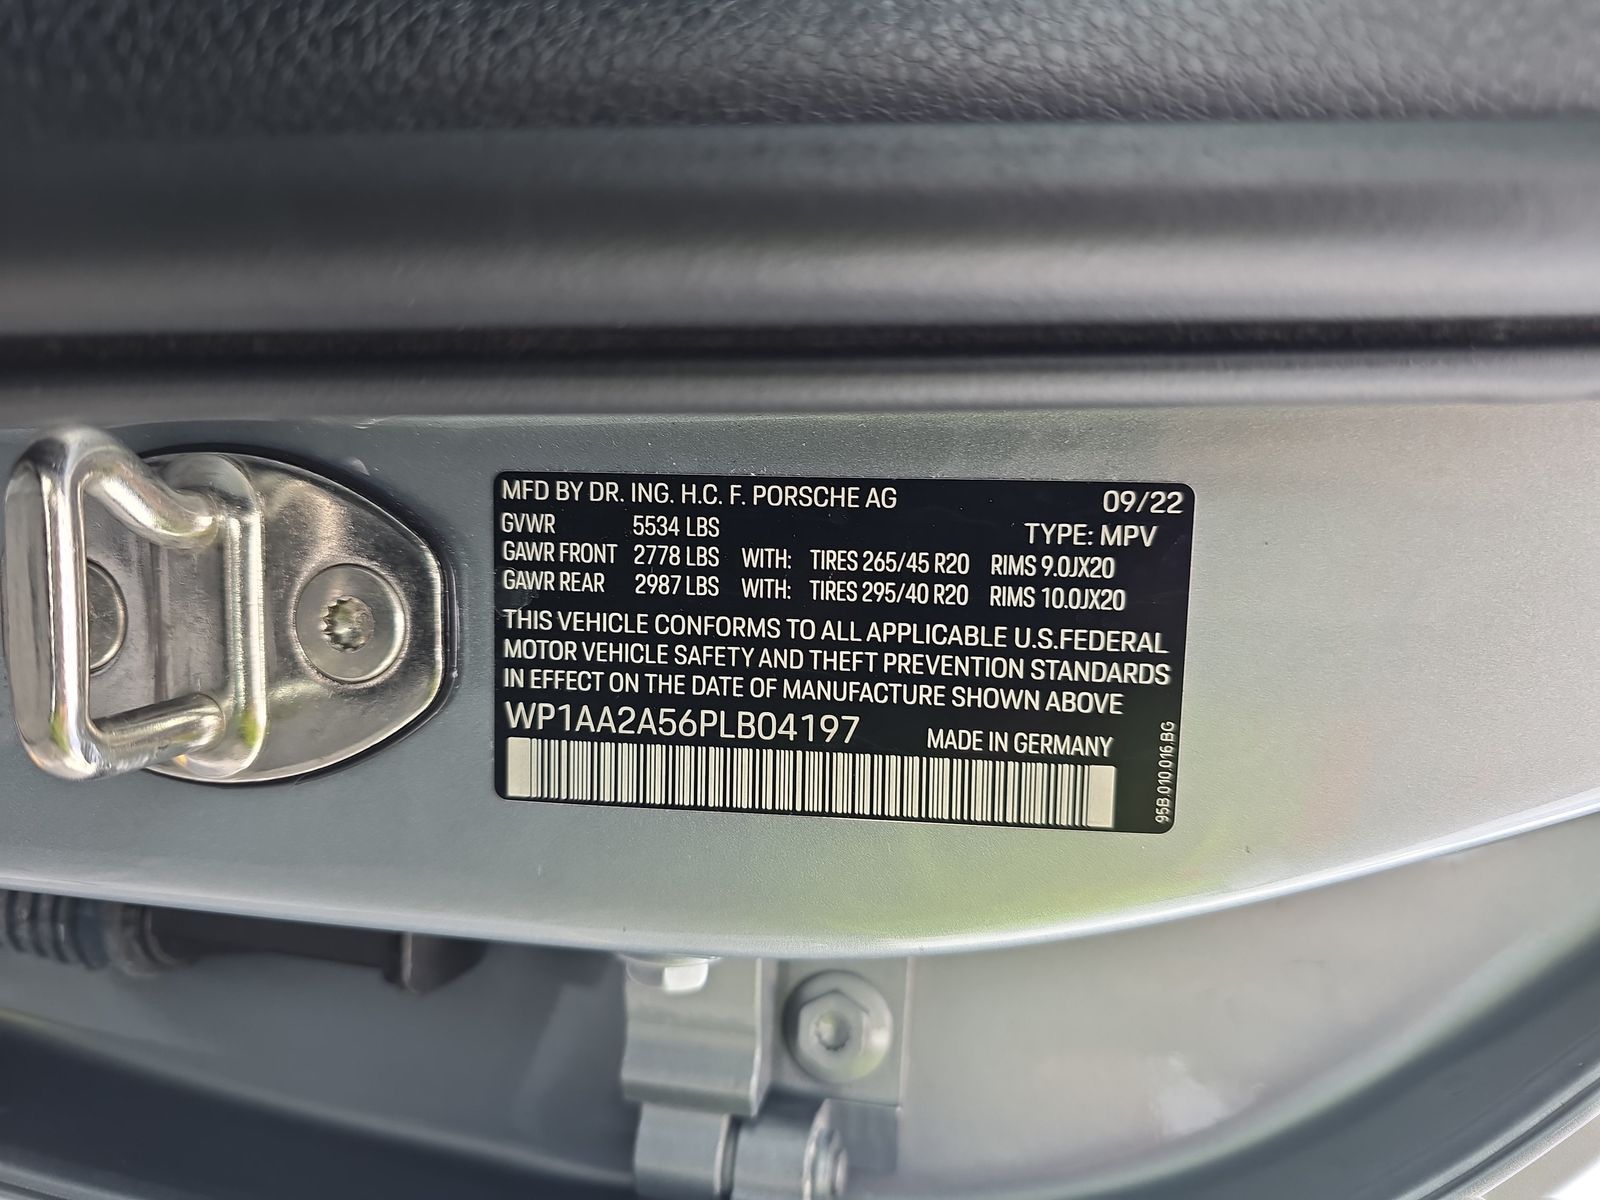 MFD BY DR. ING. H.C. F. PORSCHE AG 09/22
GVWR 5534 LBS TYPE: MPV
GAWR FRONT 2778 LBS WITH: TIRES 265/45 R20 RIMS 9.0JX20
GAWR REAR 2987 LBS WITH: TIRES 295/40 R20 RIMS 10.0JX20
THIS VEHICLE CONFORMS TO ALL APPLICABLE U.S.FEDERAL
MOTOR VEHICLE SAFETY AND THEFT PREVENTION STANDARDS
IN EFFECT ON THE DATE OF MANUFACTURE SHOWN ABOVE
WP1AA2A56PLB04197 MADE IN GERMANY
95B.010.016.BG